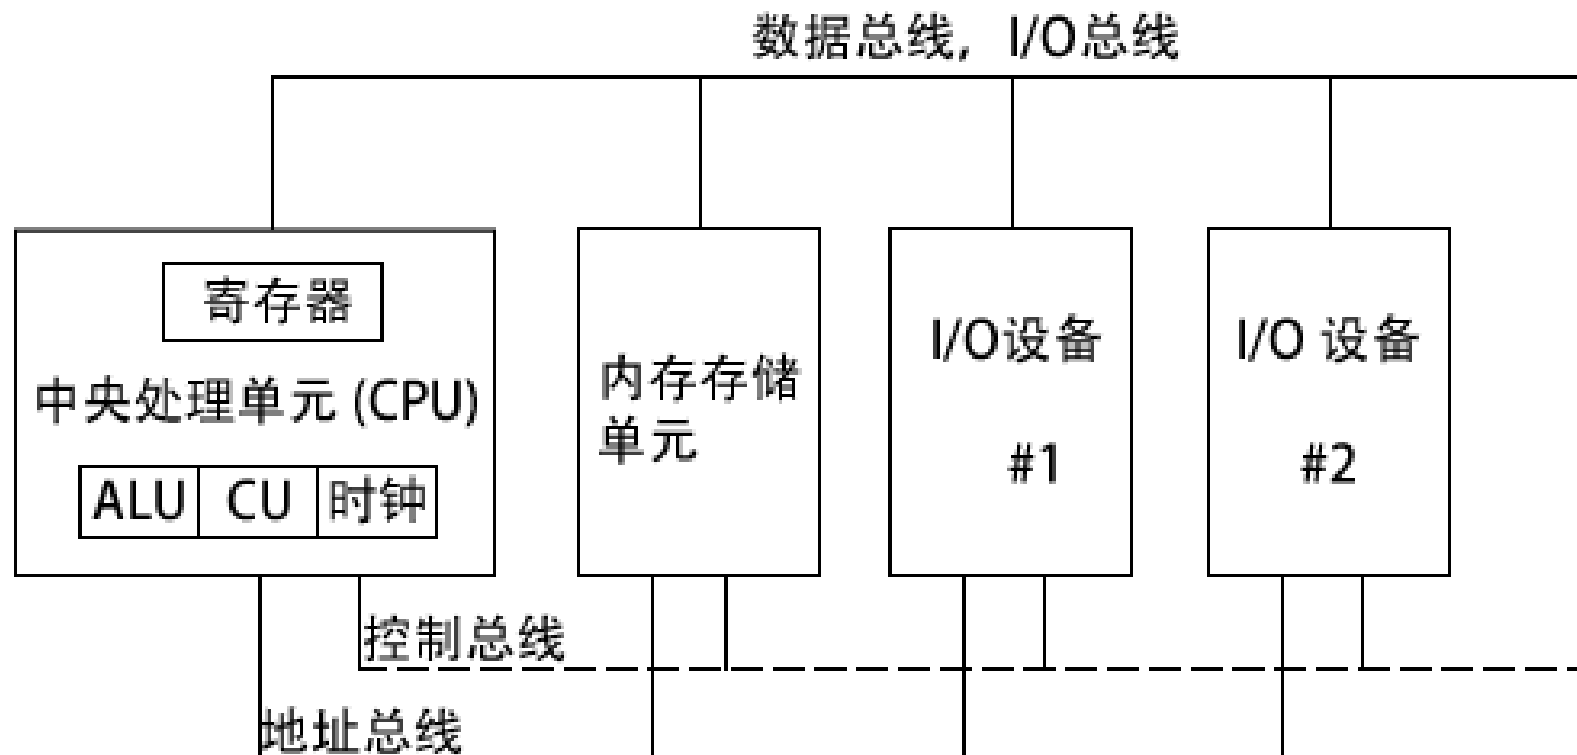 数据总线，I/O总线
寄存器
中央处理单元 (CPU)
ALU
CU
时钟
内存存储
单元
I/O设备
#1
I/O 设备
#2
控制总线
地址总线